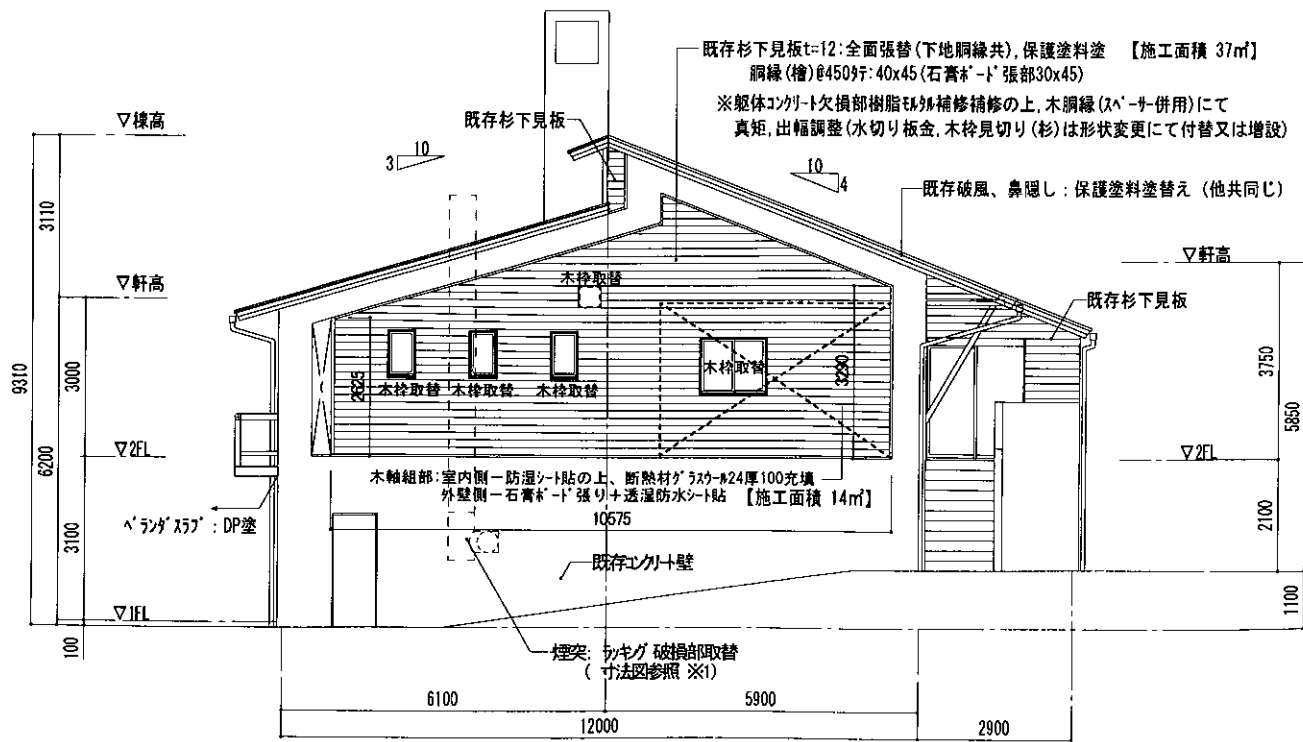 既存杉下見板t=12:全面張替(下地胴縁共),保護塗料塗 【施工面積 37㎡】
胴縁(檜)@450タテ:40x45(石膏ボード張部30x45)
※躯体コンクリート欠損部樹脂モルタル補修補修の上,木胴縁(スペーサー併用)にて
真矩,出幅調整(水切り板金,木枠見切り(杉)は形状変更にて付替又は増設)
▽棟高
既存杉下見板
10
3
10
4
既存破風、鼻隠し:保護塗料塗替え (他共同じ)
3110
▽軒高
▽軒高
木枠取替
既存杉下見板
9310
3000
6200
2625
木枠取替
木枠取替
木枠取替
木枠取替
3290
3750
5850
▽2FL
▽2FL
木軸組部:室内側ー防湿シート貼の上、断熱材グラスウール24厚100充填
外壁側ー石膏ボード張り+透湿防水シート貼 【施工面積 14㎡】
ベランダスラブ:DP塗
10575
3100
2100
既存コンクリート壁
▽1FL
1100
100
煙突:ラッキング破損部取替
(寸法図参照 ※1)
6100
5900
12000
2900